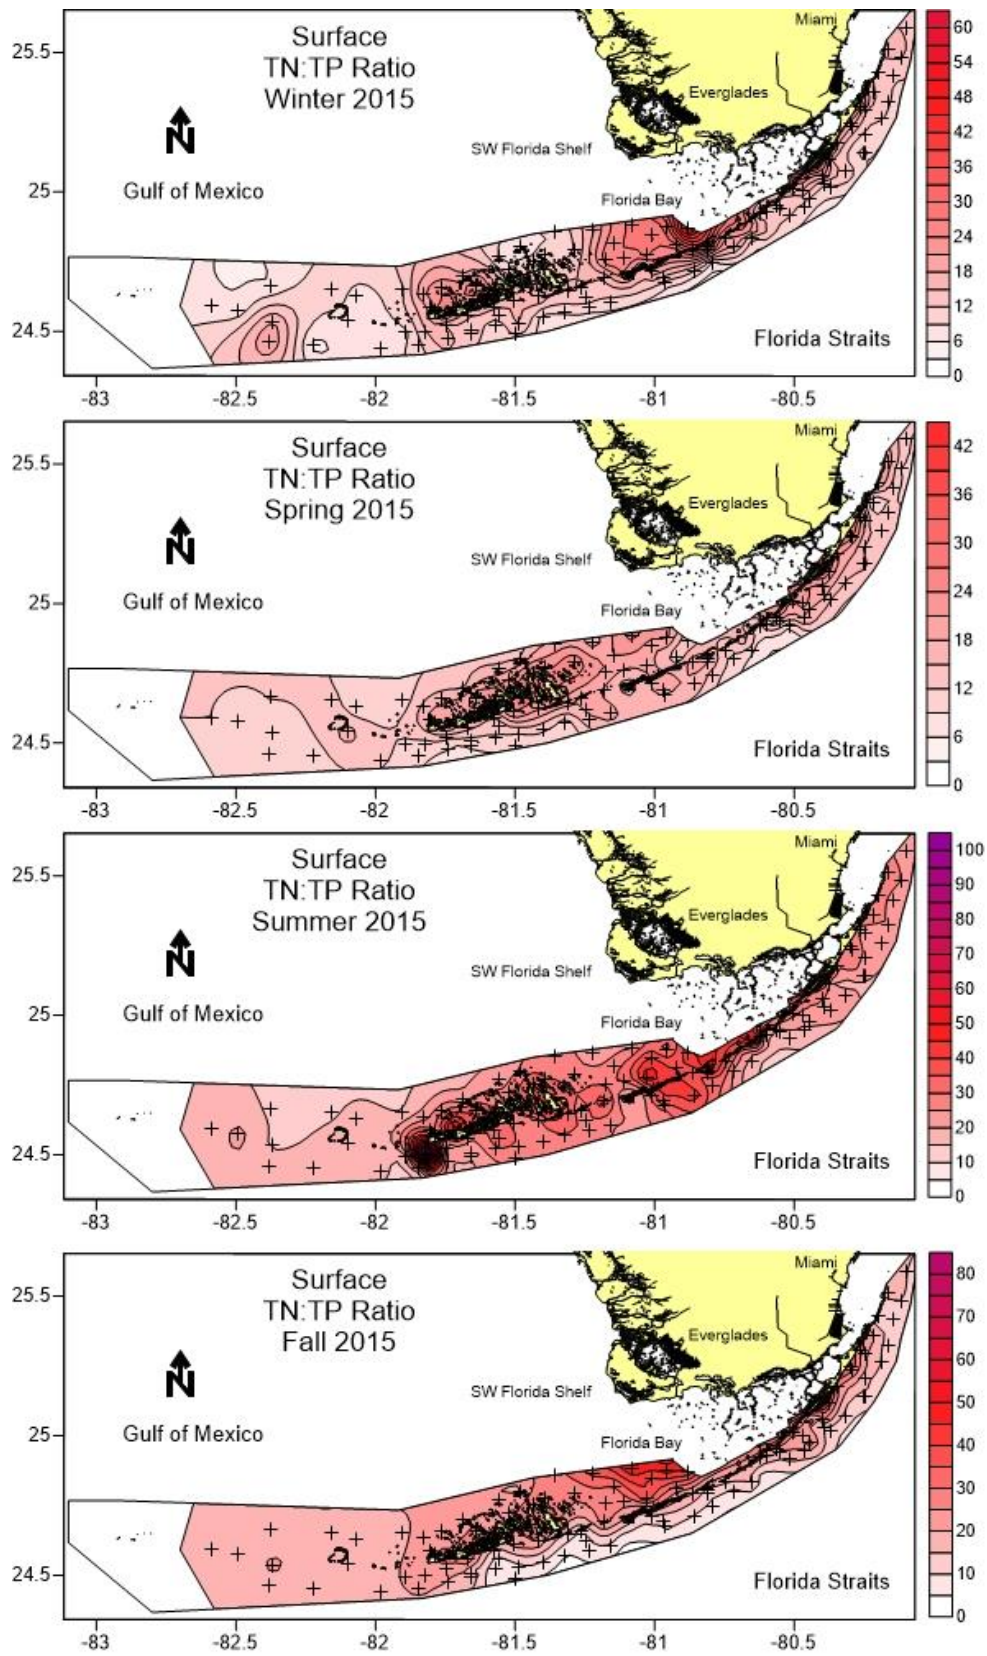 Surface
TN:TP Ratio
Winter 2015
Miami
Everglades
SW Florida Shelf
N
Gulf of Mexico
Florida Bay
Florida Straits
25.5
25
24.5
-83 -82.5 -82 -81.5 -81 -80.5
60
54
48
42
36
30
24
18
12
6
0
Surface
TN:TP Ratio
Spring 2015
Miami
Everglades
SW Florida Shelf
N
Gulf of Mexico
Florida Bay
Florida Straits
25.5
25
24.5
-83 -82.5 -82 -81.5 -81 -80.5
42
36
30
24
18
12
6
0
Surface
TN:TP Ratio
Summer 2015
Miami
Everglades
SW Florida Shelf
N
Gulf of Mexico
Florida Bay
Florida Straits
25.5
25
24.5
-83 -82.5 -82 -81.5 -81 -80.5
100
90
80
70
60
50
40
30
20
10
0
Surface
TN:TP Ratio
Fall 2015
Miami
Everglades
SW Florida Shelf
N
Gulf of Mexico
Florida Bay
Florida Straits
25.5
25
24.5
-83 -82.5 -82 -81.5 -81 -80.5
80
70
60
50
40
30
20
10
0